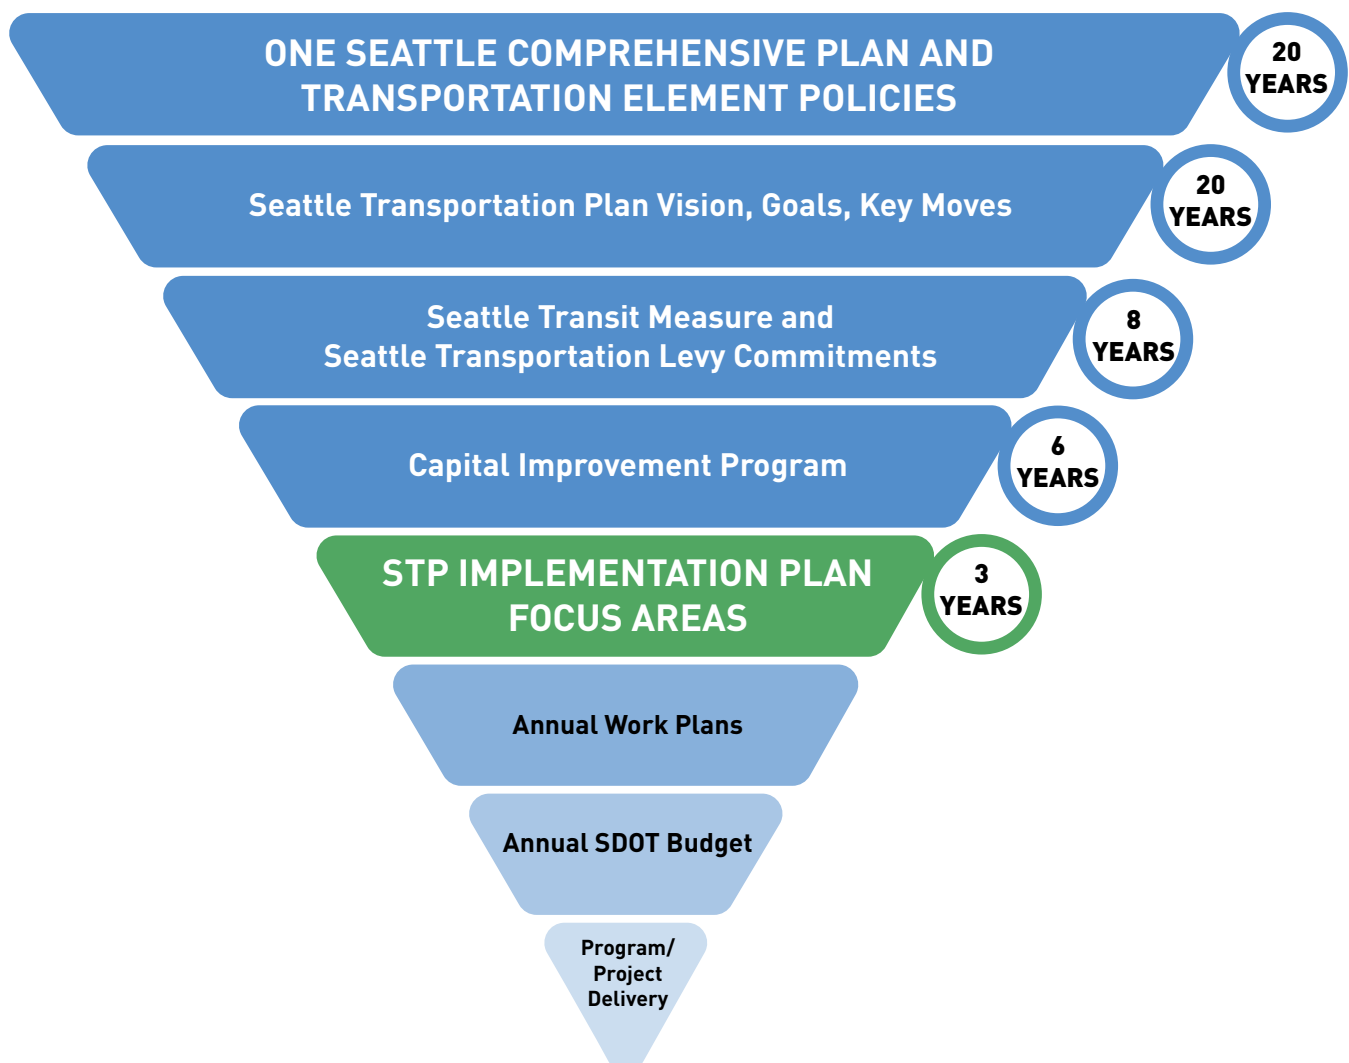 ONE SEATTLE COMPREHENSIVE PLAN AND
TRANSPORTATION ELEMENT POLICIES
20
YEARS
Seattle Transportation Plan Vision, Goals, Key Moves
20
YEARS
Seattle Transit Measure and
Seattle Transportation Levy Commitments
8
YEARS
Capital Improvement Program
6
YEARS
STP IMPLEMENTATION PLAN
FOCUS AREAS
3
YEARS
Annual Work Plans
Annual SDOT Budget
Program/
Project
Delivery